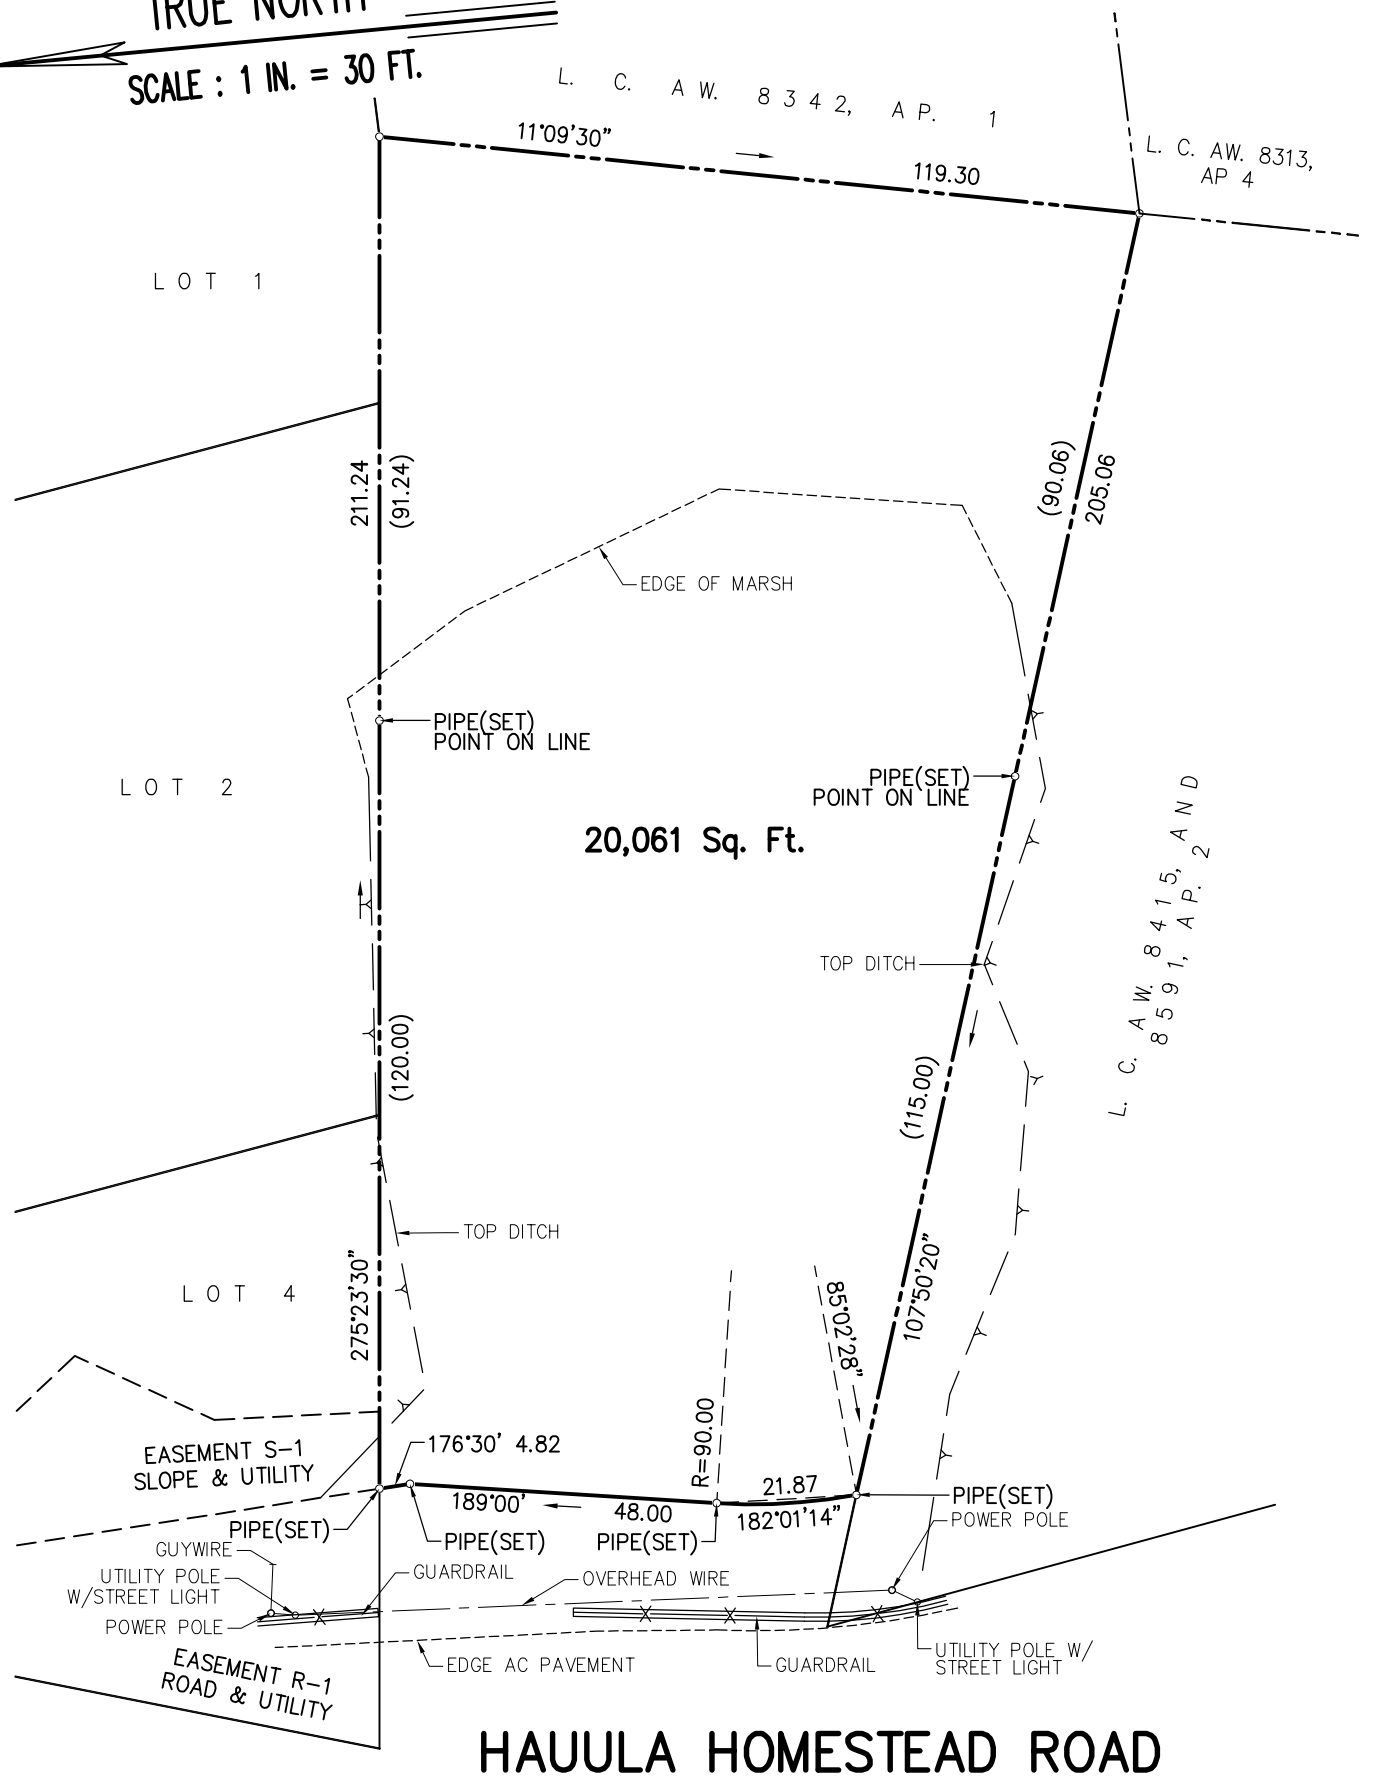 TRUE NORTH
SCALE : 1 IN. = 30 FT.
L. C. AW. 8342, AP. 1
11°09'30"
119.30
L. C. AW. 8313,
AP 4
LOT 1
211.24
(91.24)
(90.06)
205.06
EDGE OF MARSH
PIPE(SET)
POINT ON LINE
PIPE(SET)
POINT ON LINE
LOT 2
20,061 Sq. Ft.
L. C. AW. 8415, AND
8591, AP. 2
TOP DITCH
(120.00)
(115.00)
TOP DITCH
275°23'30"
LOT 4
85°02'28"
107°50'20"
R=90.00
EASEMENT S-1
SLOPE & UTILITY
176°30' 4.82
189°00'
48.00
21.87
182°01'14"
PIPE(SET)
PIPE(SET)
PIPE(SET)
PIPE(SET)
POWER POLE
GUYWIRE
UTILITY POLE
W/STREET LIGHT
POWER POLE
GUARDRAIL
OVERHEAD WIRE
EASEMENT R-1
ROAD & UTILITY
EDGE AC PAVEMENT
GUARDRAIL
UTILITY POLE W/
STREET LIGHT
HAUULA HOMESTEAD ROAD